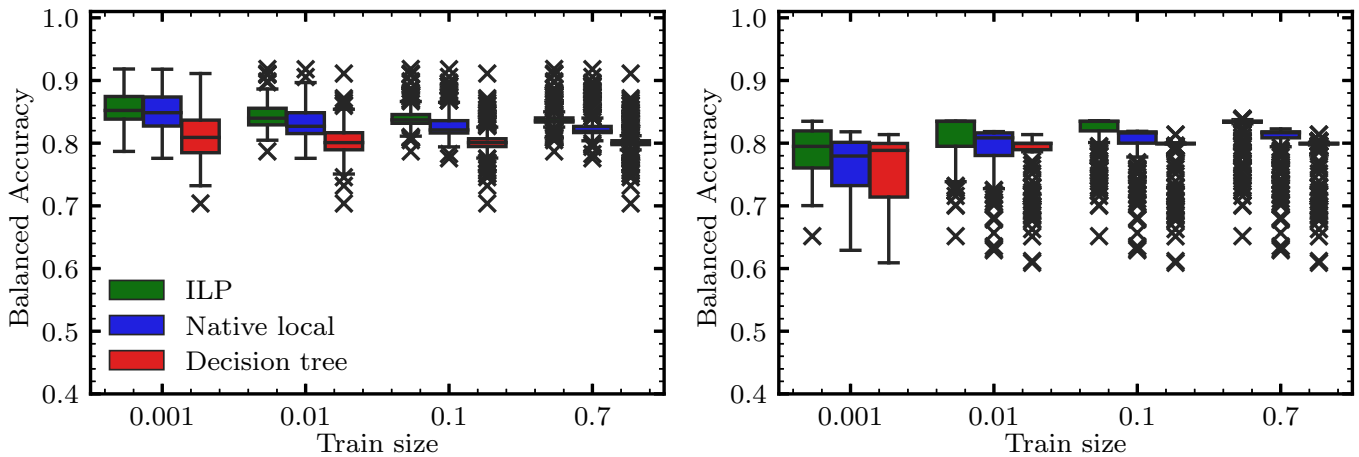 Balanced Accuracy
1.0
0.9
0.8
0.7
0.6
0.5
0.4
ILP
Native local
Decision tree
0.001 0.01 0.1 0.7
Train size
Balanced Accuracy
1.0
0.9
0.8
0.7
0.6
0.5
0.4
0.001 0.01 0.1 0.7
Train size